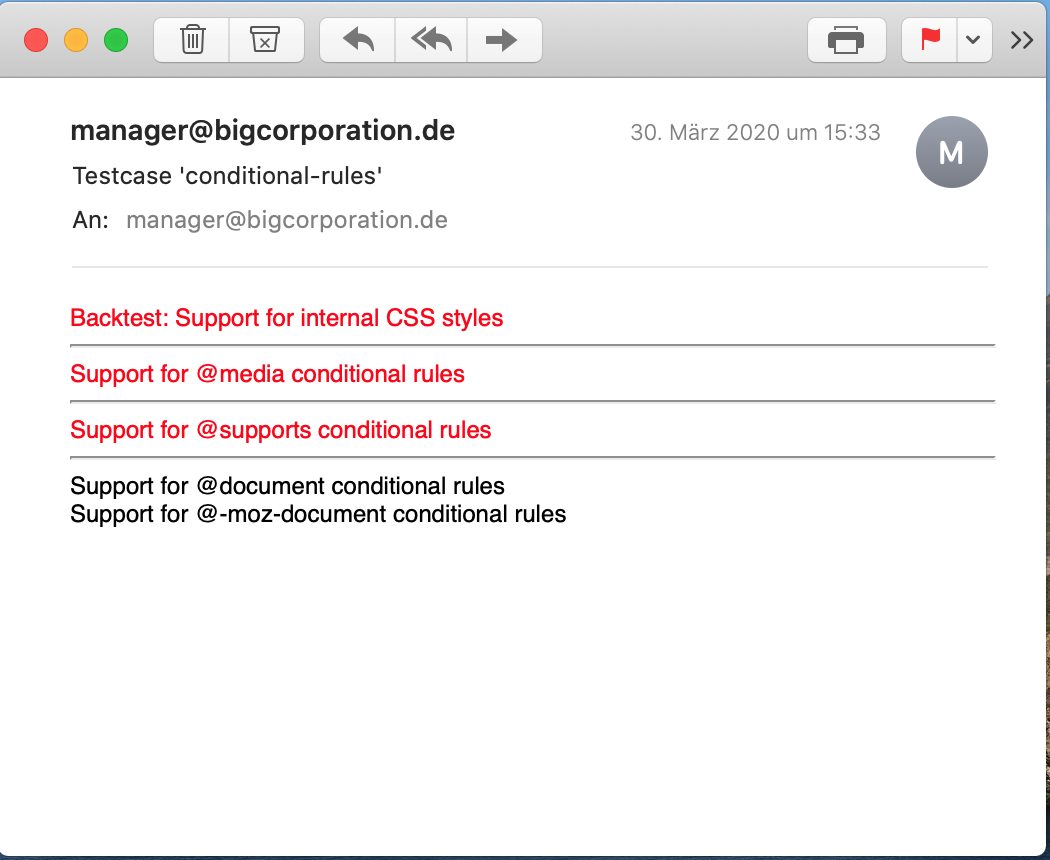 manager@bigcorporation.de
30. März 2020 um 15:33
M
Testcase 'conditional-rules'
An: manager@bigcorporation.de
Backtest: Support for internal CSS styles
Support for @media conditional rules
Support for @supports conditional rules
Support for @document conditional rules
Support for @-moz-document conditional rules